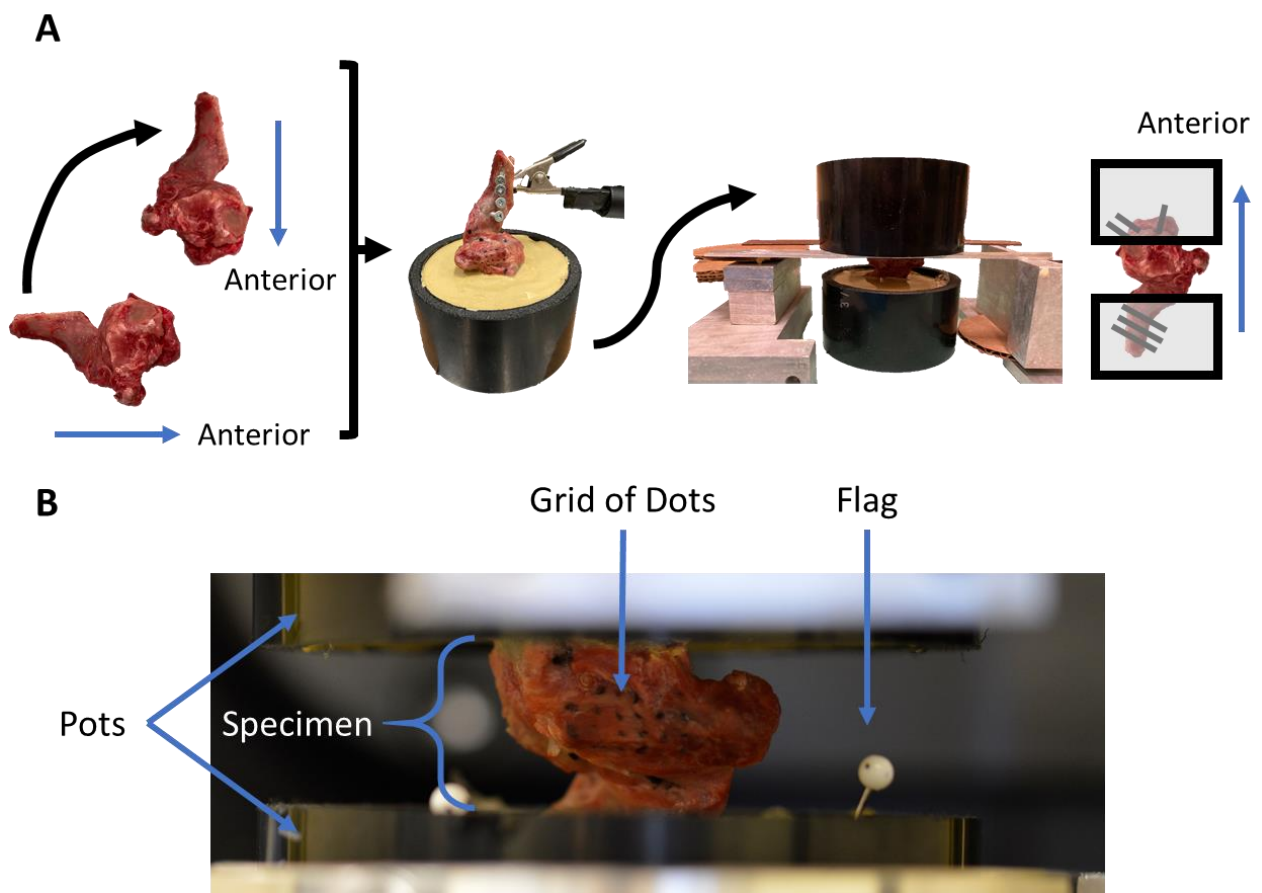 A
Anterior
Anterior
Anterior
B
Grid of Dots
Flag
Pots
Specimen